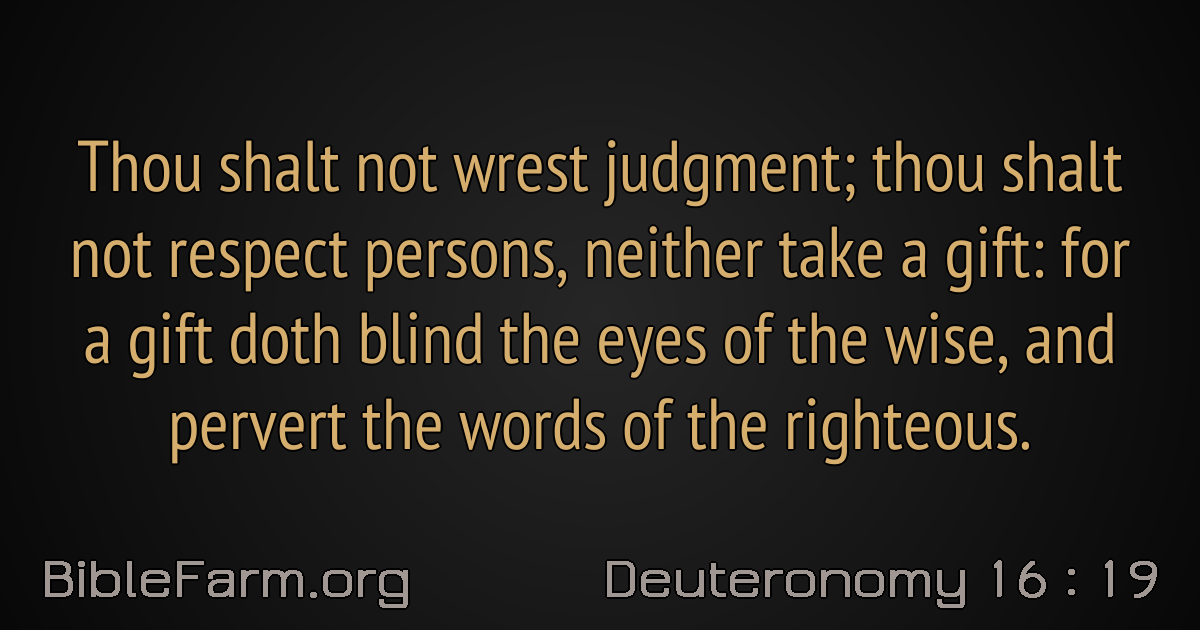 Thou shalt not wrest judgment; thou shalt
not respect persons, neither take a gift: for
a gift doth blind the eyes of the wise, and
pervert the words of the righteous.
BibleFarm.org
Deuteronomy 16 : 19